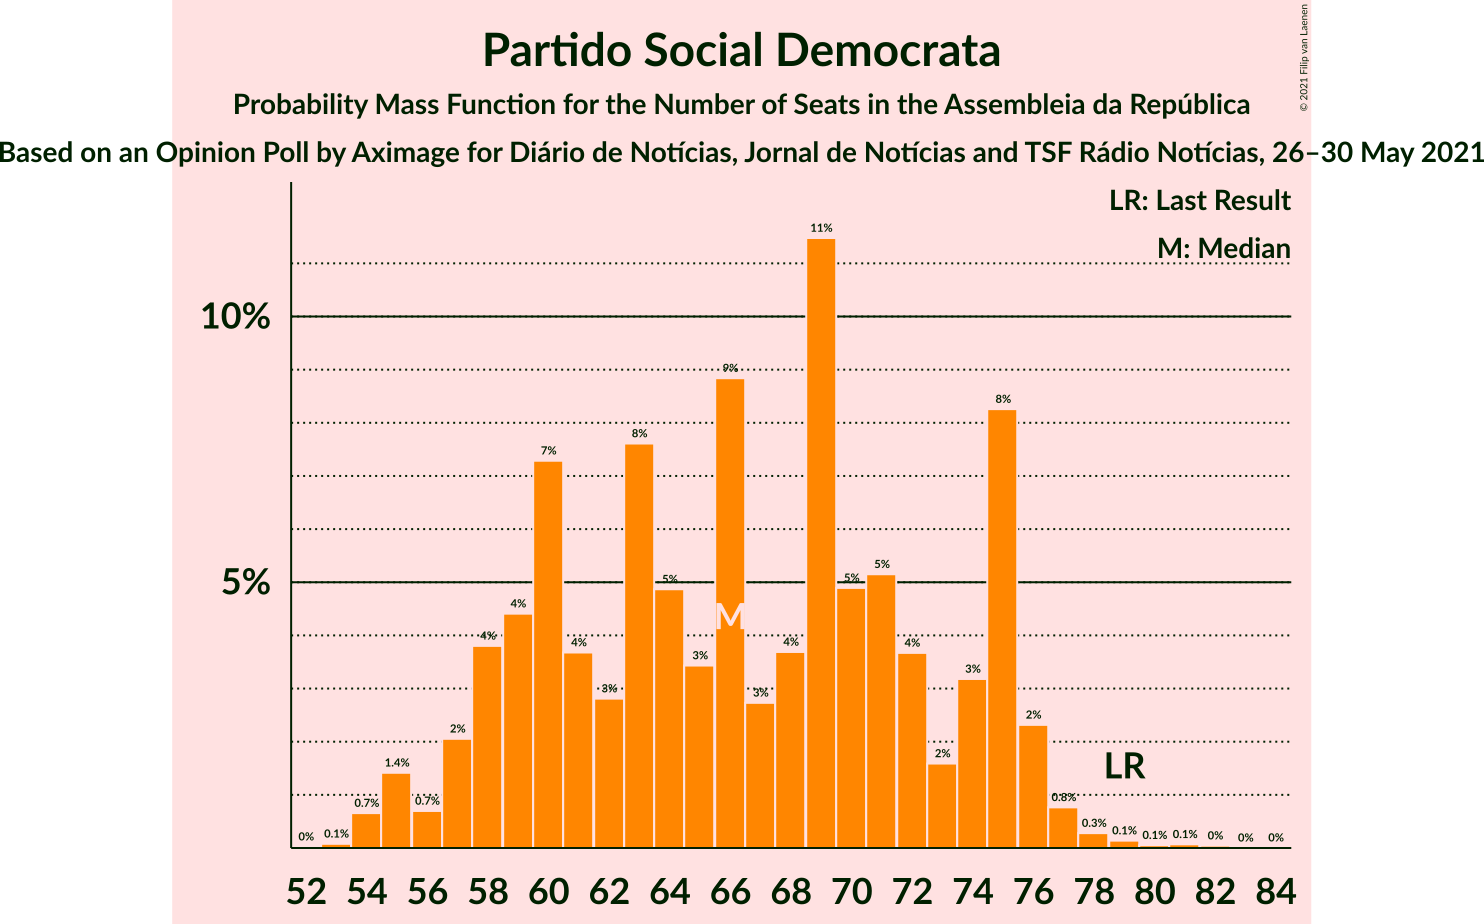 Partido Social Democrata
Probability Mass Function for the Number of Seats in the Assembleia da República
Based on an Opinion Poll by Aximage for Diário de Notícias, Jornal de Notícias and TSF Rádio Notícias, 26–30 May 2021
© 2021 Filip van Laenen
LR: Last Result
M: Median
10%
5%
0% 0.1% 0.7% 1.4% 0.7% 2% 4% 4% 7% 4% 3% 8% 5% 3% 9% 3% 4% 11% 5% 5% 4% 2% 3% 8% 2% 0.8% 0.3% 0.1% 0.1% 0.1% 0% 0% 0%
M
LR
52 54 56 58 60 62 64 66 68 70 72 74 76 78 80 82 84